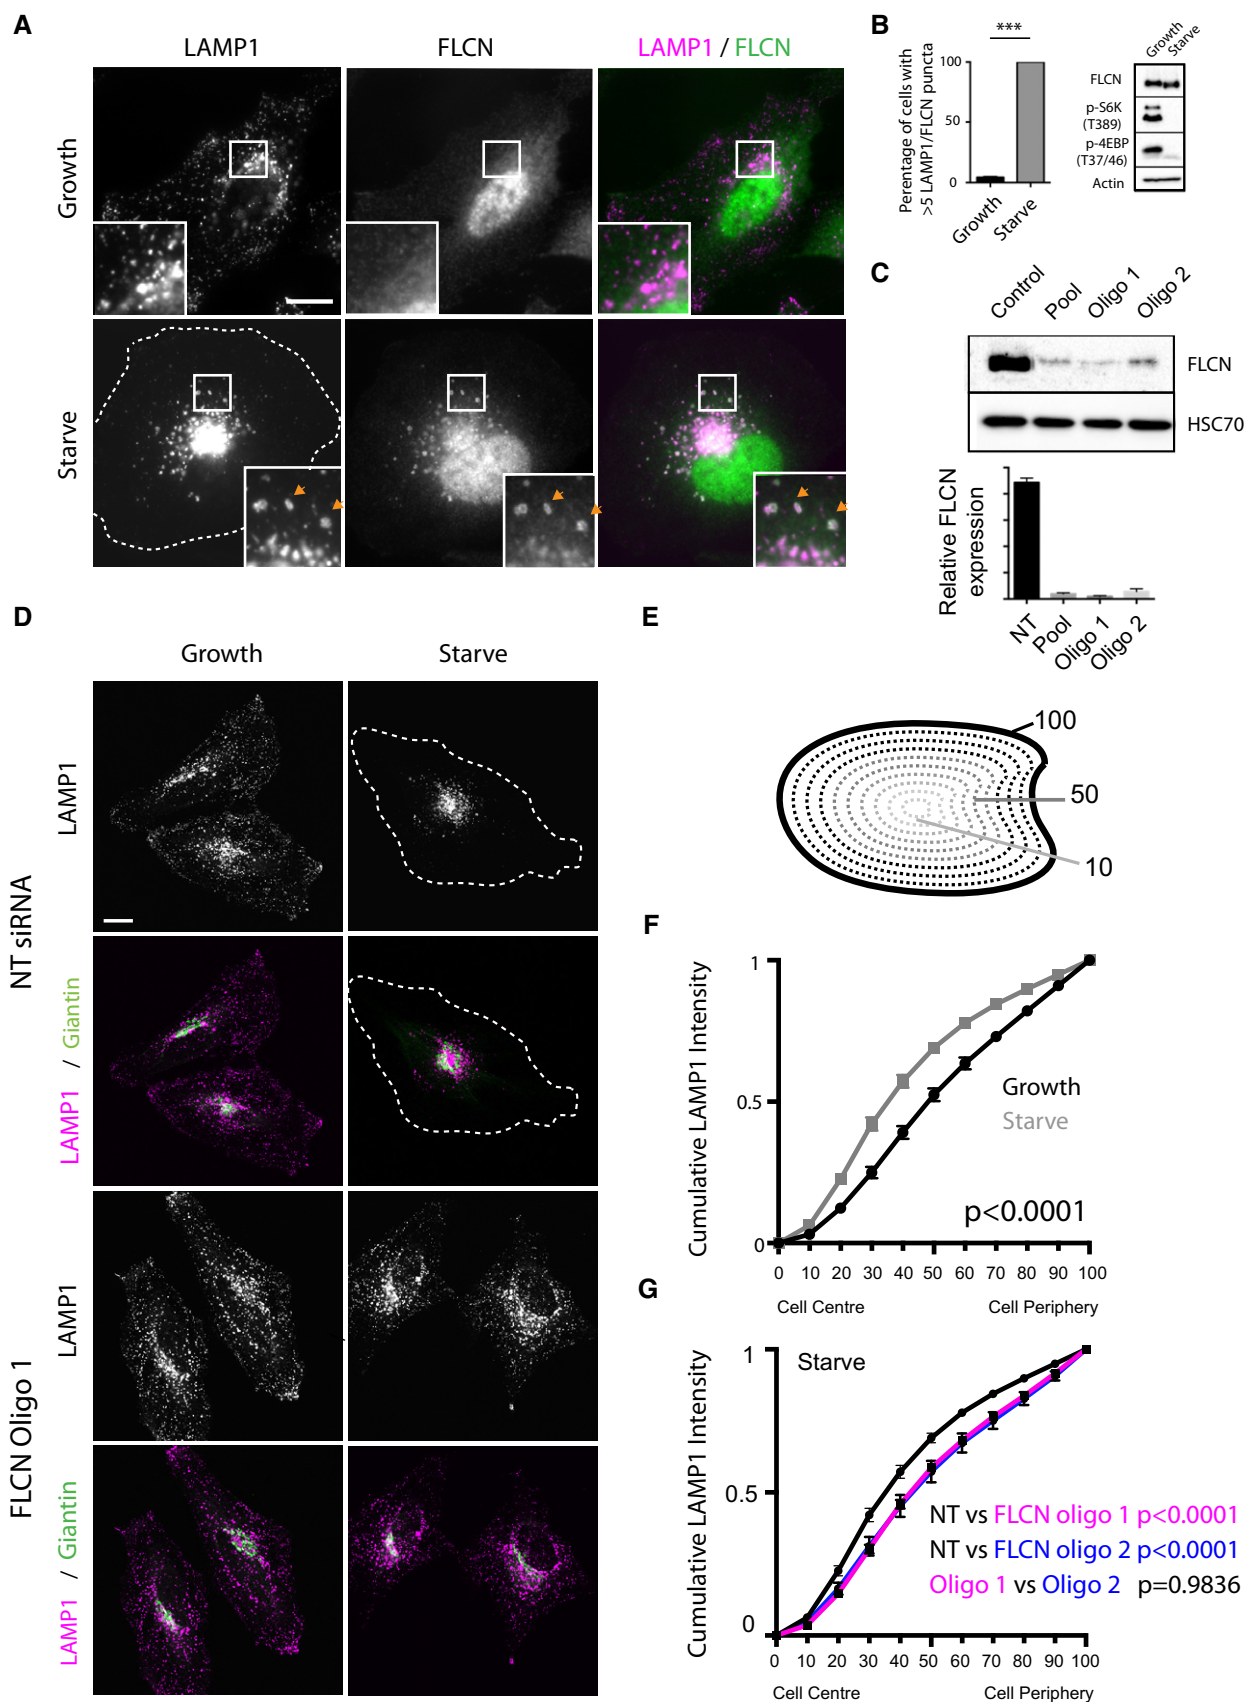 A
LAMP1
FLCN
LAMP1 / FLCN
Growth
Starve
B
***
Perentage of cells with
>5 LAMP1/FLCN puncta
100
50
0
Growth
Starve
Growth
Starve
FLCN
p-S6K
(T389)
p-4EBP
(T37/46)
Actin
C
Control
Pool
Oligo 1
Oligo 2
FLCN
HSC70
Relative FLCN
expression
NT
Pool
Oligo 1
Oligo 2
D
Growth
Starve
NT siRNA
LAMP1
LAMP1 / Giantin
FLCN Oligo 1
LAMP1
LAMP1 / Giantin
E
100
50
10
F
Cumulative LAMP1 Intensity
1
0.5
0
Growth
Starve
p<0.0001
0 10 20 30 40 50 60 70 80 90 100
Cell Centre
Cell Periphery
G
Cumulative LAMP1 Intensity
1
0.5
0
Starve
NT vs FLCN oligo 1 p<0.0001
NT vs FLCN oligo 2 p<0.0001
Oligo 1 vs Oligo 2 p=0.9836
0 10 20 30 40 50 60 70 80 90 100
Cell Centre
Cell Periphery